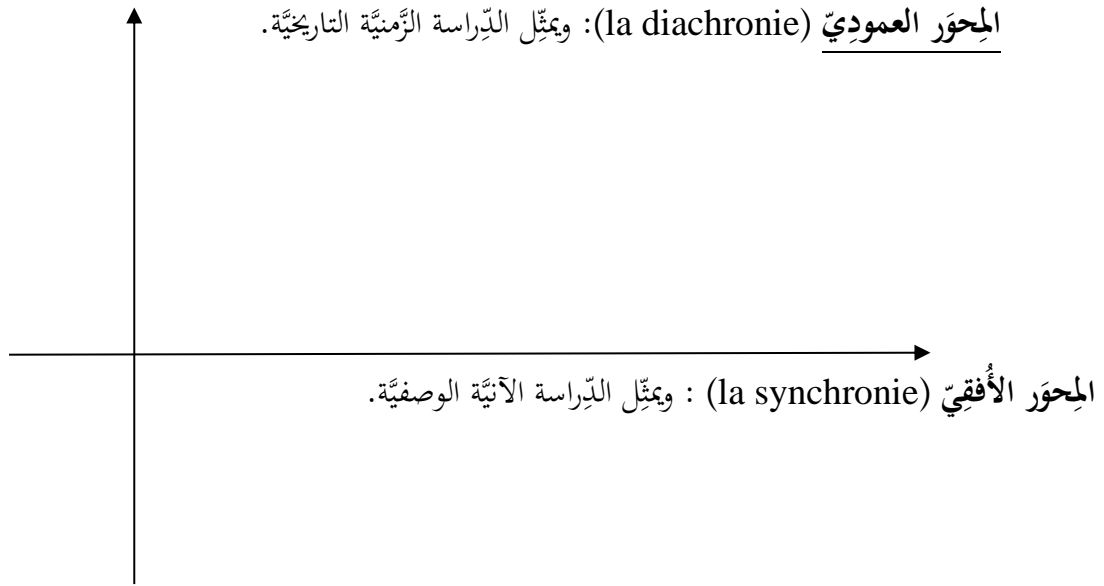 المِحوَر العمودِيّ (la diachronie): ويمثِّل الدِّراسة الزَّمنيَّة التاريخيَّة.
المِحوَر الأُفقِيّ (la synchronie) : ويمثِّل الدِّراسة الآنيَّة الوصفيَّة.